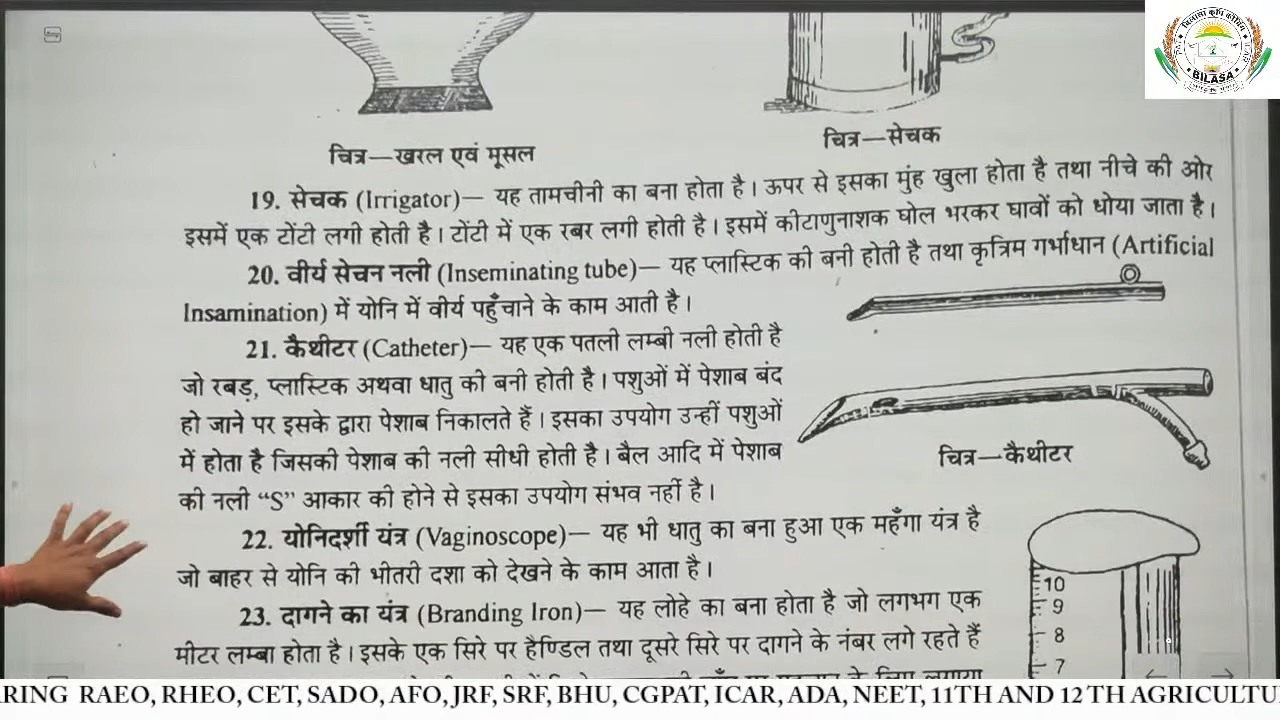 BILASA
चित्र—खरल एवं मूसल
चित्र—सेचक
19. सेचक (Irrigator)— यह तामचीनी का बना होता है। ऊपर से इसका मुंह खुला होता है तथा नीचे की ओर
इसमें एक टोंटी लगी होती है। टोंटी में एक रबर लगी होती है। इसमें कीटाणुनाशक घोल भरकर घावों को धोया जाता है।
20. वीर्य सेचन नली (Inseminating tube)— यह प्लास्टिक की बनी होती है तथा कृत्रिम गर्भाधान (Artificial
Insamination) में योनि में वीर्य पहुँचाने के काम आती है।
21. कैथीटर (Catheter)— यह एक पतली लम्बी नली होती है
जो रबड़, प्लास्टिक अथवा धातु की बनी होती है। पशुओं में पेशाब बंद
हो जाने पर इसके द्वारा पेशाब निकालते हैं। इसका उपयोग उन्हीं पशुओं
में होता है जिसकी पेशाब की नली सीधी होती है। बैल आदि में पेशाब
की नली “S” आकार की होने से इसका उपयोग संभव नहीं है।
चित्र—कैथीटर
22. योनिदर्शी यंत्र (Vaginoscope)— यह भी धातु का बना हुआ एक महँगा यंत्र है
जो बाहर से योनि की भीतरी दशा को देखने के काम आता है।
23. दागने का यंत्र (Branding Iron)— यह लोहे का बना होता है जो लगभग एक
मीटर लम्बा होता है। इसके एक सिरे पर हैण्डिल तथा दूसरे सिरे पर दागने के नंबर लगे रहते हैं
10
9
8
7
RING RAEO, RHEO, CET, SADO, AFO, JRF, SRF, BHU, CGPAT, ICAR, ADA, NEET, 11TH AND 12 TH AGRICULTU